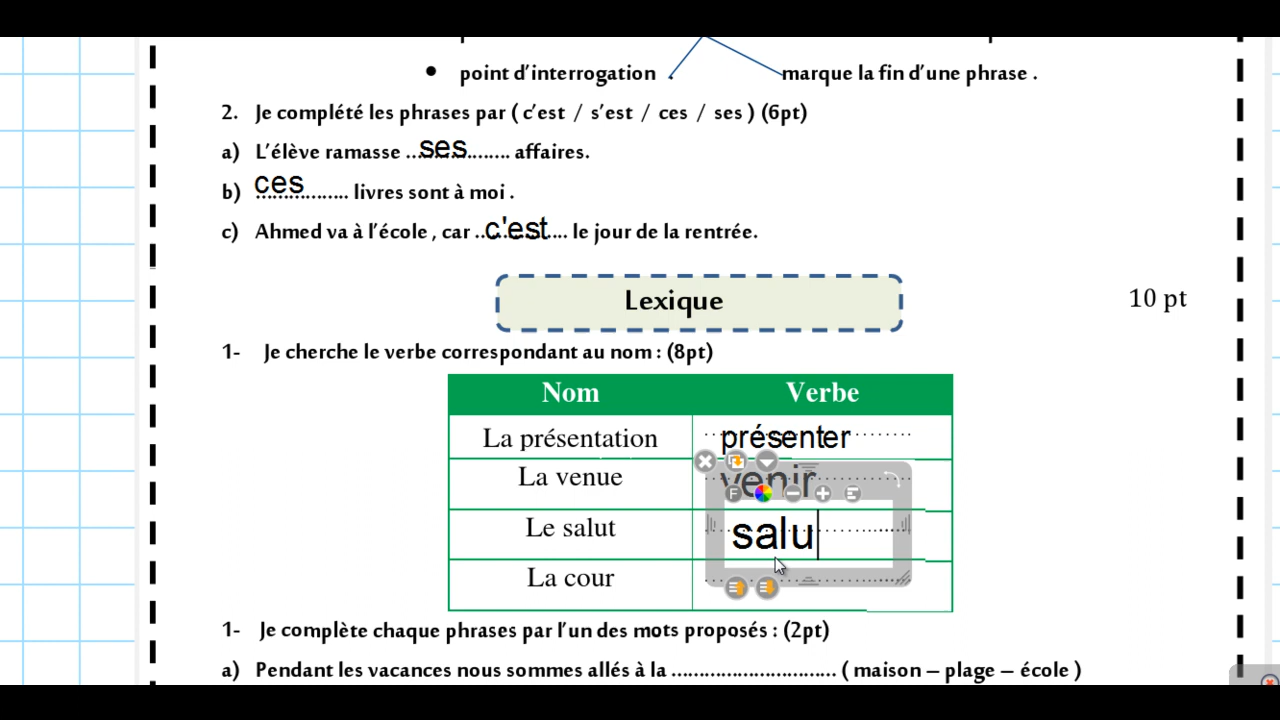 • point d'interrogation . marque la fin d'une phrase .
2. Je complété les phrases par ( c'est / s'est / ces / ses ) (6pt)
a) L'élève ramasse ...ses........ affaires.
b) ces................. livres sont à moi .
c) Ahmed va à l'école , car ..c'est.... le jour de la rentrée.
Lexique
10 pt
1- Je cherche le verbe correspondant au nom : (8pt)
Nom Verbe
La présentation présenter
La venue venir
F
Le salut salu
La cour
1- Je complète chaque phrases par l'un des mots proposés : (2pt)
a) Pendant les vacances nous sommes allés à la .............................. ( maison – plage – école )